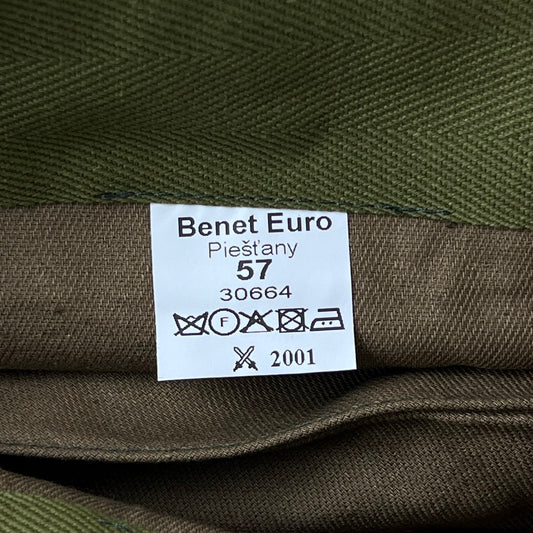 Benet Euro
Piešťany
57
30664
F
2001